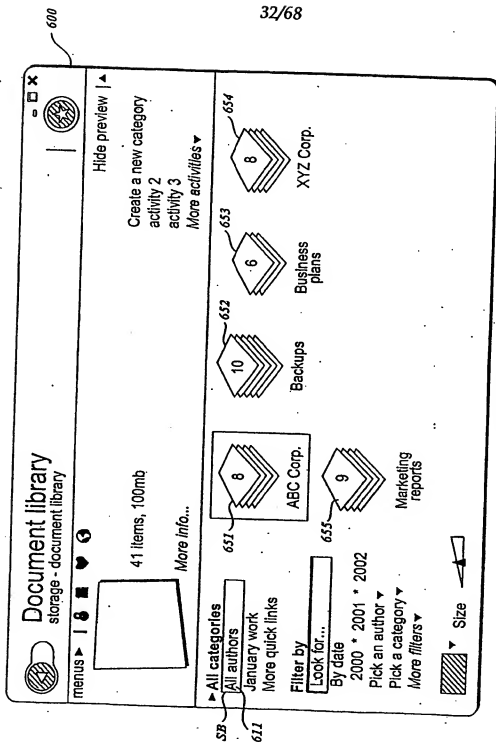 32/68
600
Document library
storage - document library
menus
Hide preview
41 items, 100mb
More info...
Create a new category
activity 2
activity 3
More activities
All categories
All authors
January work
More quick links
SB
611
Filter by
Look for...
By date
2000 * 2001 * 2002
Pick an author
Pick a category
More filters
Size
8
651
ABC Corp.
10
652
Backups
6
653
Business
plans
8
654
XYZ Corp.
9
655
Marketing
reports